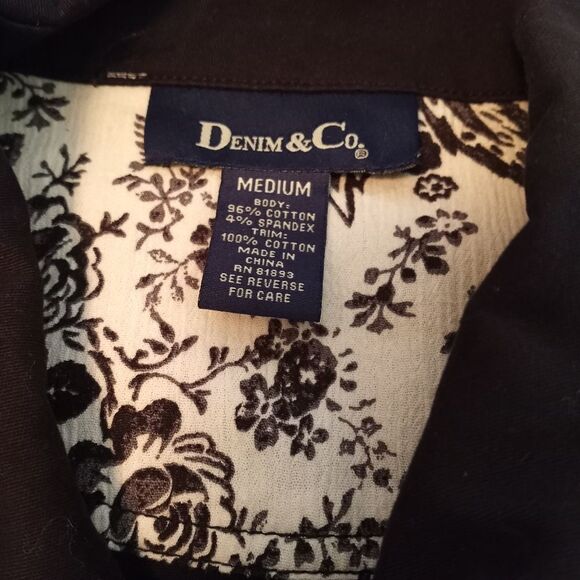 DENIM & CO.®
MEDIUM
BODY:
96% COTTON
4% SPANDEX
TRIM:
100% COTTON
MADE IN
CHINA
RN 81893
SEE REVERSE
FOR CARE